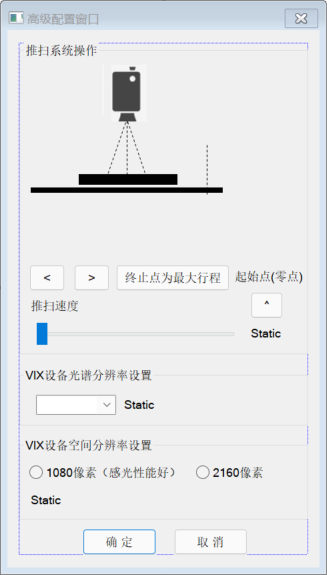 高级配置窗口
推扫系统操作
< > 终止点为最大行程 起始点(零点)
推扫速度 ^
Static
VIX设备光谱分辨率设置
Static
VIX设备空间分辨率设置
1080像素（感光性能好） 2160像素
Static
确定 取消